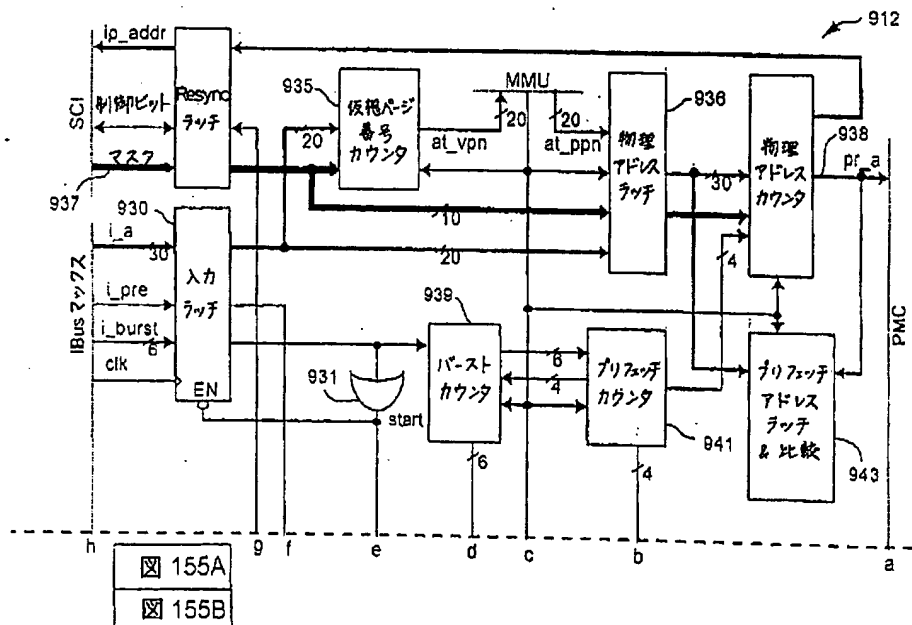 912
ip_addr
SCI
制御ビット
Resync
ラッチ
マスク
937
930
i_a
30
IBusマックス
i_pre
i_burst
6
clk
入力
ラッチ
EN
931
start
935
仮想ページ
番号
カウンタ
20
MMU
20
20
at_vpn
at_ppn
10
20
936
物理
アドレス
ラッチ
30
物理
アドレス
カウンタ
938
pr_a
4
939
バースト
カウンタ
6
4
6
プリフェッチ
カウンタ
941
4
プリフェッチ
アドレス
ラッチ
& 比較
943
PMC
h
g
f
e
d
c
b
a
図 155A
図 155B